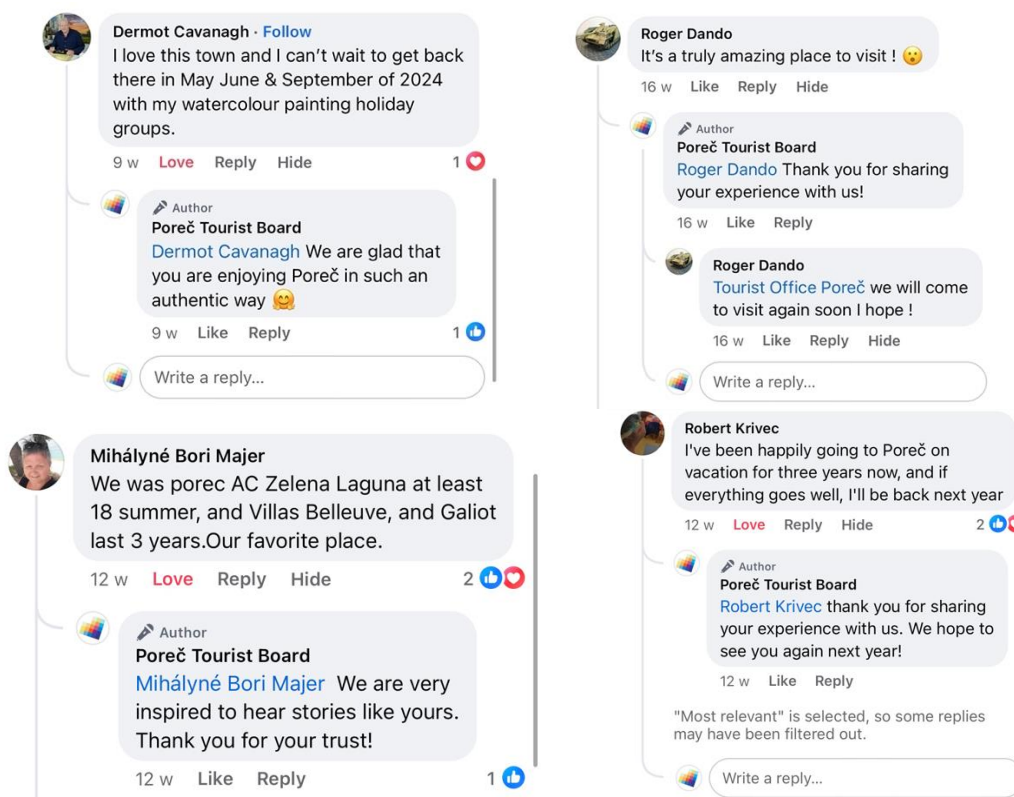 Dermot Cavanagh · Follow
I love this town and I can't wait to get back
there in May June & September of 2024
with my watercolour painting holiday
groups.
9 w Love Reply Hide 1
Author
Poreč Tourist Board
Dermot Cavanagh We are glad that
you are enjoying Poreč in such an
authentic way 🤗
9 w Like Reply 1
Write a reply...
Roger Dando
It's a truly amazing place to visit ! 😮
16 w Like Reply Hide
Author
Poreč Tourist Board
Roger Dando Thank you for sharing
your experience with us!
16 w Like Reply
Roger Dando
Tourist Office Poreč we will come
to visit again soon I hope !
16 w Like Reply Hide
Write a reply...
Mihályné Bori Majer
We was porec AC Zelena Laguna at least
18 summer, and Villas Belleuve, and Galiot
last 3 years.Our favorite place.
12 w Love Reply Hide 2
Author
Poreč Tourist Board
Mihályné Bori Majer We are very
inspired to hear stories like yours.
Thank you for your trust!
12 w Like Reply 1
Robert Krivec
I've been happily going to Poreč on
vacation for three years now, and if
everything goes well, I'll be back next year
12 w Love Reply Hide 2
Author
Poreč Tourist Board
Robert Krivec thank you for sharing
your experience with us. We hope to
see you again next year!
12 w Like Reply
"Most relevant" is selected, so some replies
may have been filtered out.
Write a reply...